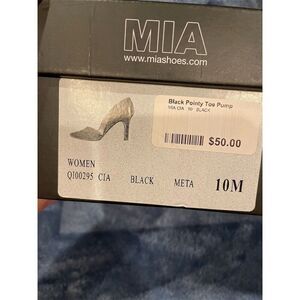 MIA
www.miashoes.com
Black Pointy Toe Pump
MIA CIA 10 BLACK
$50.00
WOMEN
QI00295 CIA BLACK META 10M